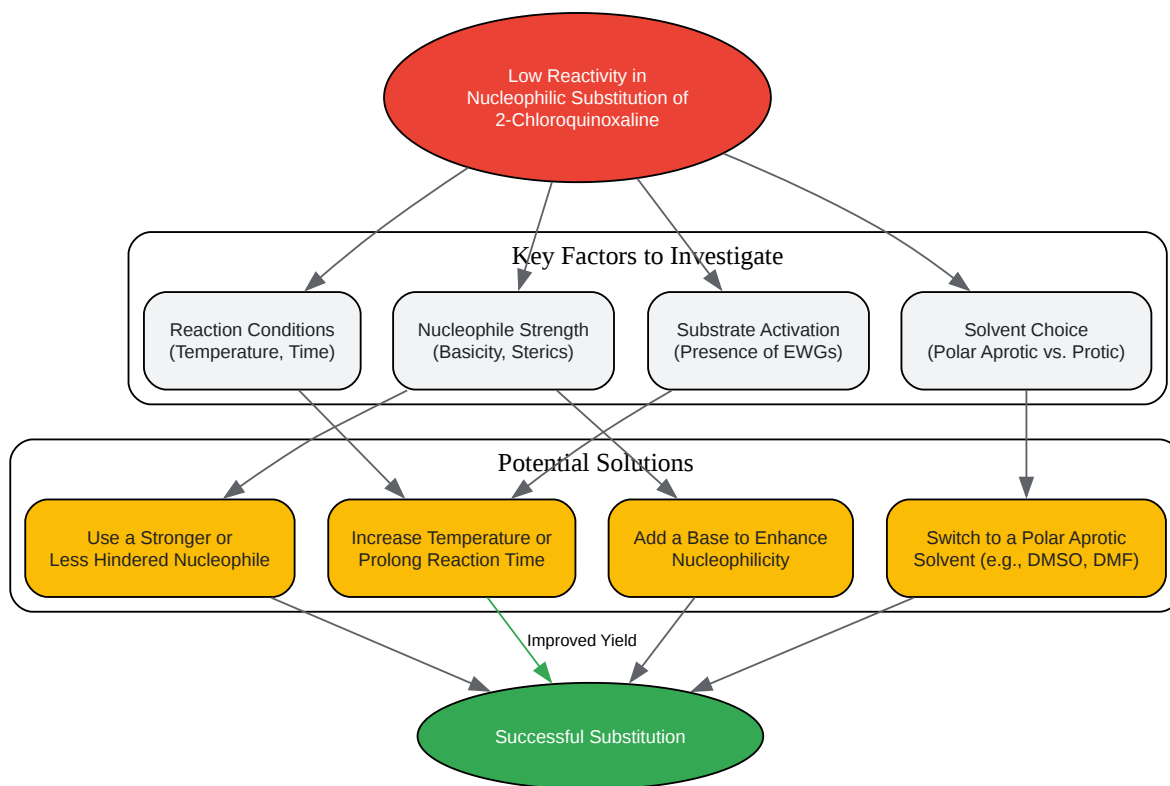 Low Reactivity in
Nucleophilic Substitution of
2-Chloroquinoxaline
Key Factors to Investigate
Reaction Conditions
(Temperature, Time)
Nucleophile Strength
(Basicity, Sterics)
Substrate Activation
(Presence of EWGs)
Solvent Choice
(Polar Aprotic vs. Protic)
Potential Solutions
Use a Stronger or
Less Hindered Nucleophile
Increase Temperature or
Prolong Reaction Time
Add a Base to Enhance
Nucleophilicity
Switch to a Polar Aprotic
Solvent (e.g., DMSO, DMF)
Improved Yield
Successful Substitution